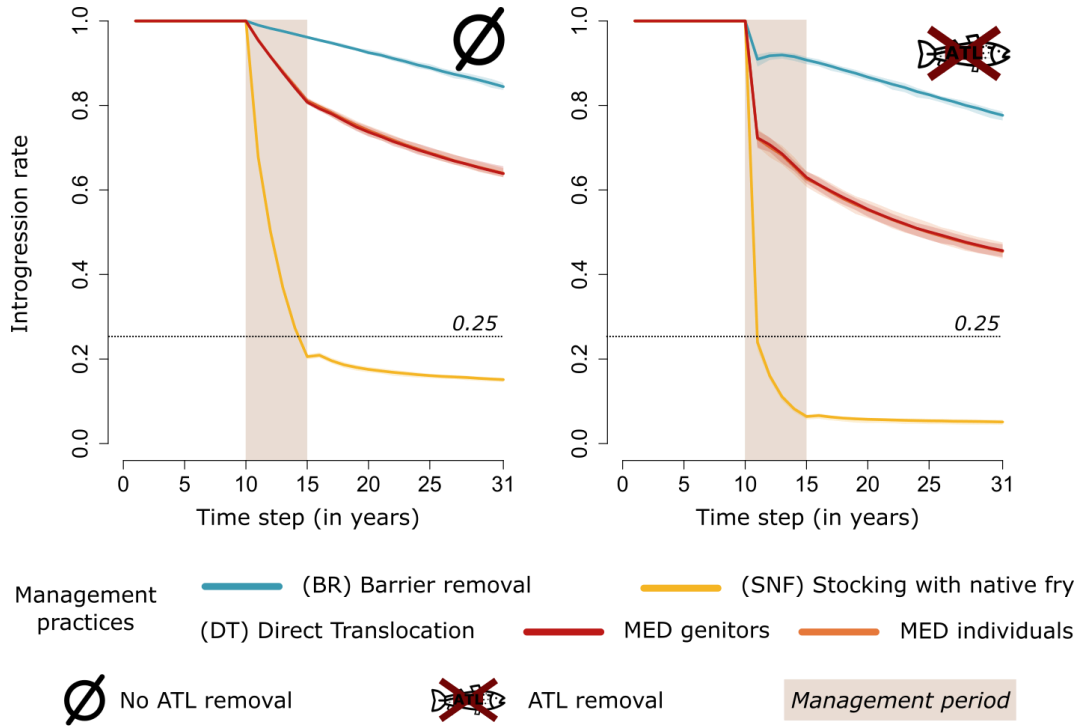 Introgression rate
1.0
0.8
0.6
0.4
0.2
0.0
0.25
0 5 10 15 20 25 31
Time step (in years)
1.0
0.8
0.6
0.4
0.2
0.0
ATL
0.25
0 5 10 15 20 25 31
Time step (in years)
Management
practices
(BR) Barrier removal
(SNF) Stocking with native fry
(DT) Direct Translocation
MED genitors
MED individuals
No ATL removal
ATL
ATL removal
Management period